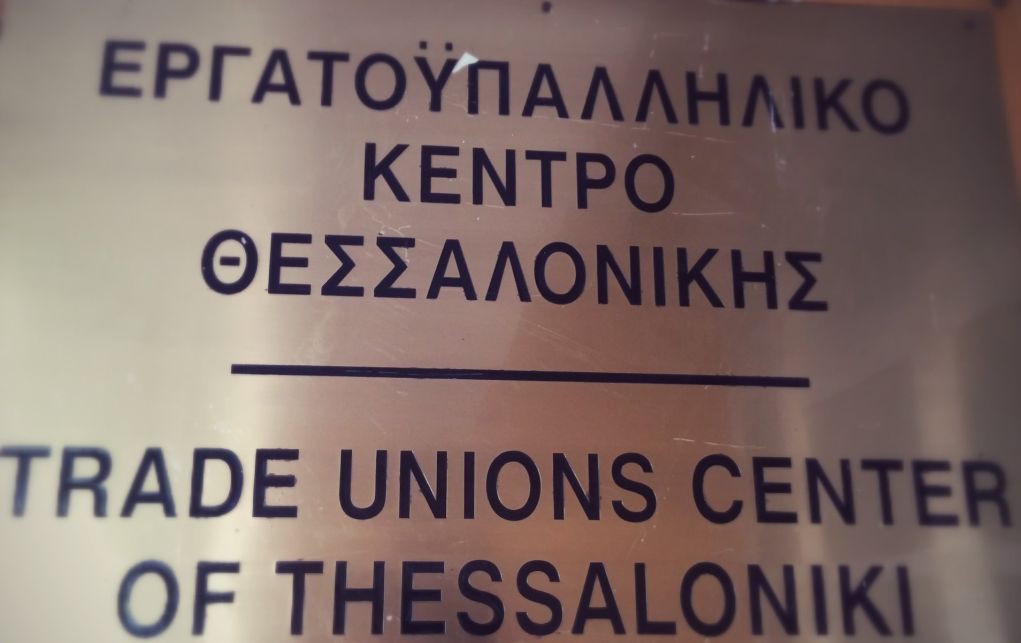 ΕΡΓΑΤΟΫΠΑΛΛΗΛΙΚΟ
ΚΕΝΤΡΟ
ΘΕΣΣΑΛΟΝΙΚΗΣ
TRADE UNIONS CENTER
OF THESSALONIKI